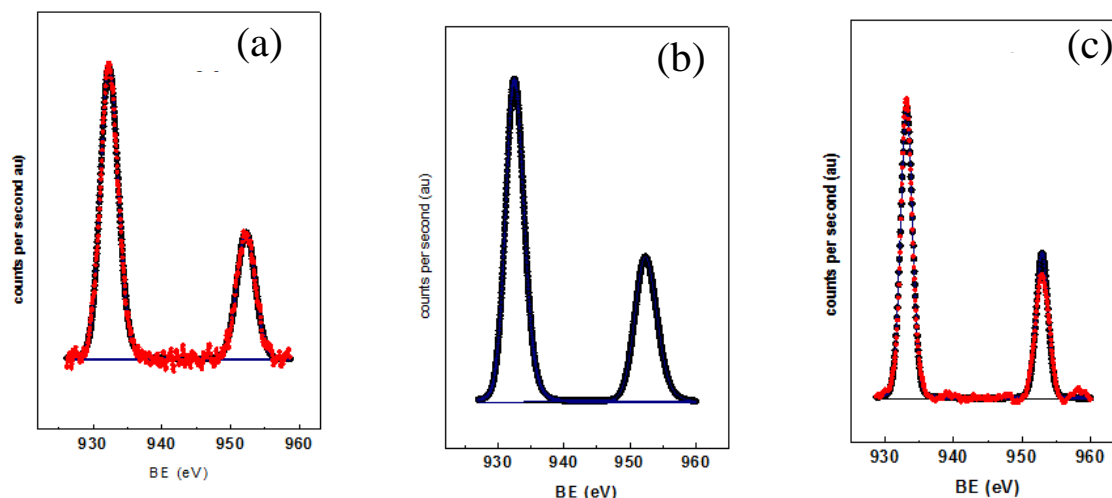 (a)
counts per second au)
930 940 950 960
BE (eV)
(b)
counts per second (au)
930 940 950 960
BE (eV)
(c)
counts per second (au)
930 940 950 960
BE (eV)